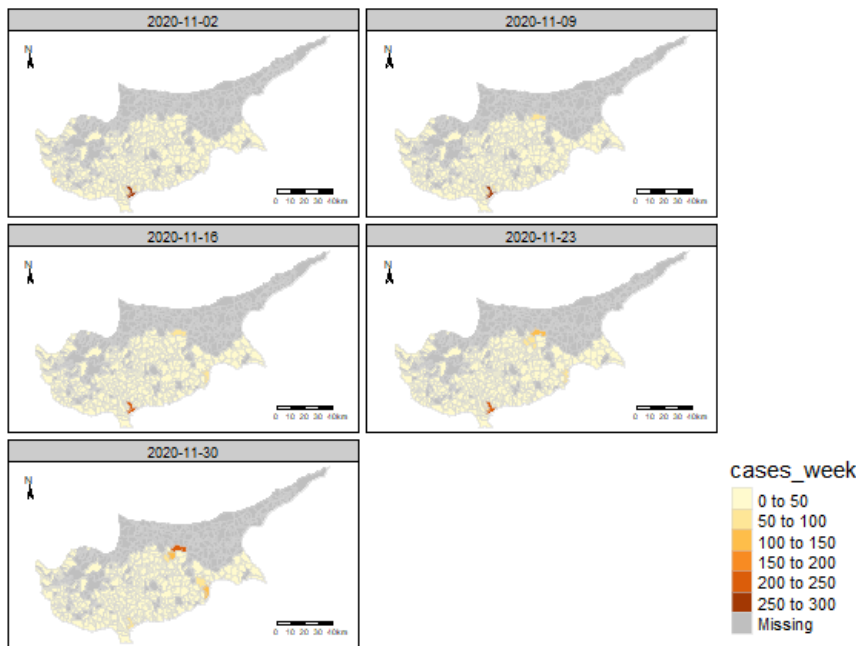 2020-11-02
N
0 10 20 30 40km
2020-11-09
N
0 10 20 30 40km
2020-11-16
N
0 10 20 30 40km
2020-11-23
N
0 10 20 30 40km
2020-11-30
N
0 10 20 30 40km
cases_week
0 to 50
50 to 100
100 to 150
150 to 200
200 to 250
250 to 300
Missing